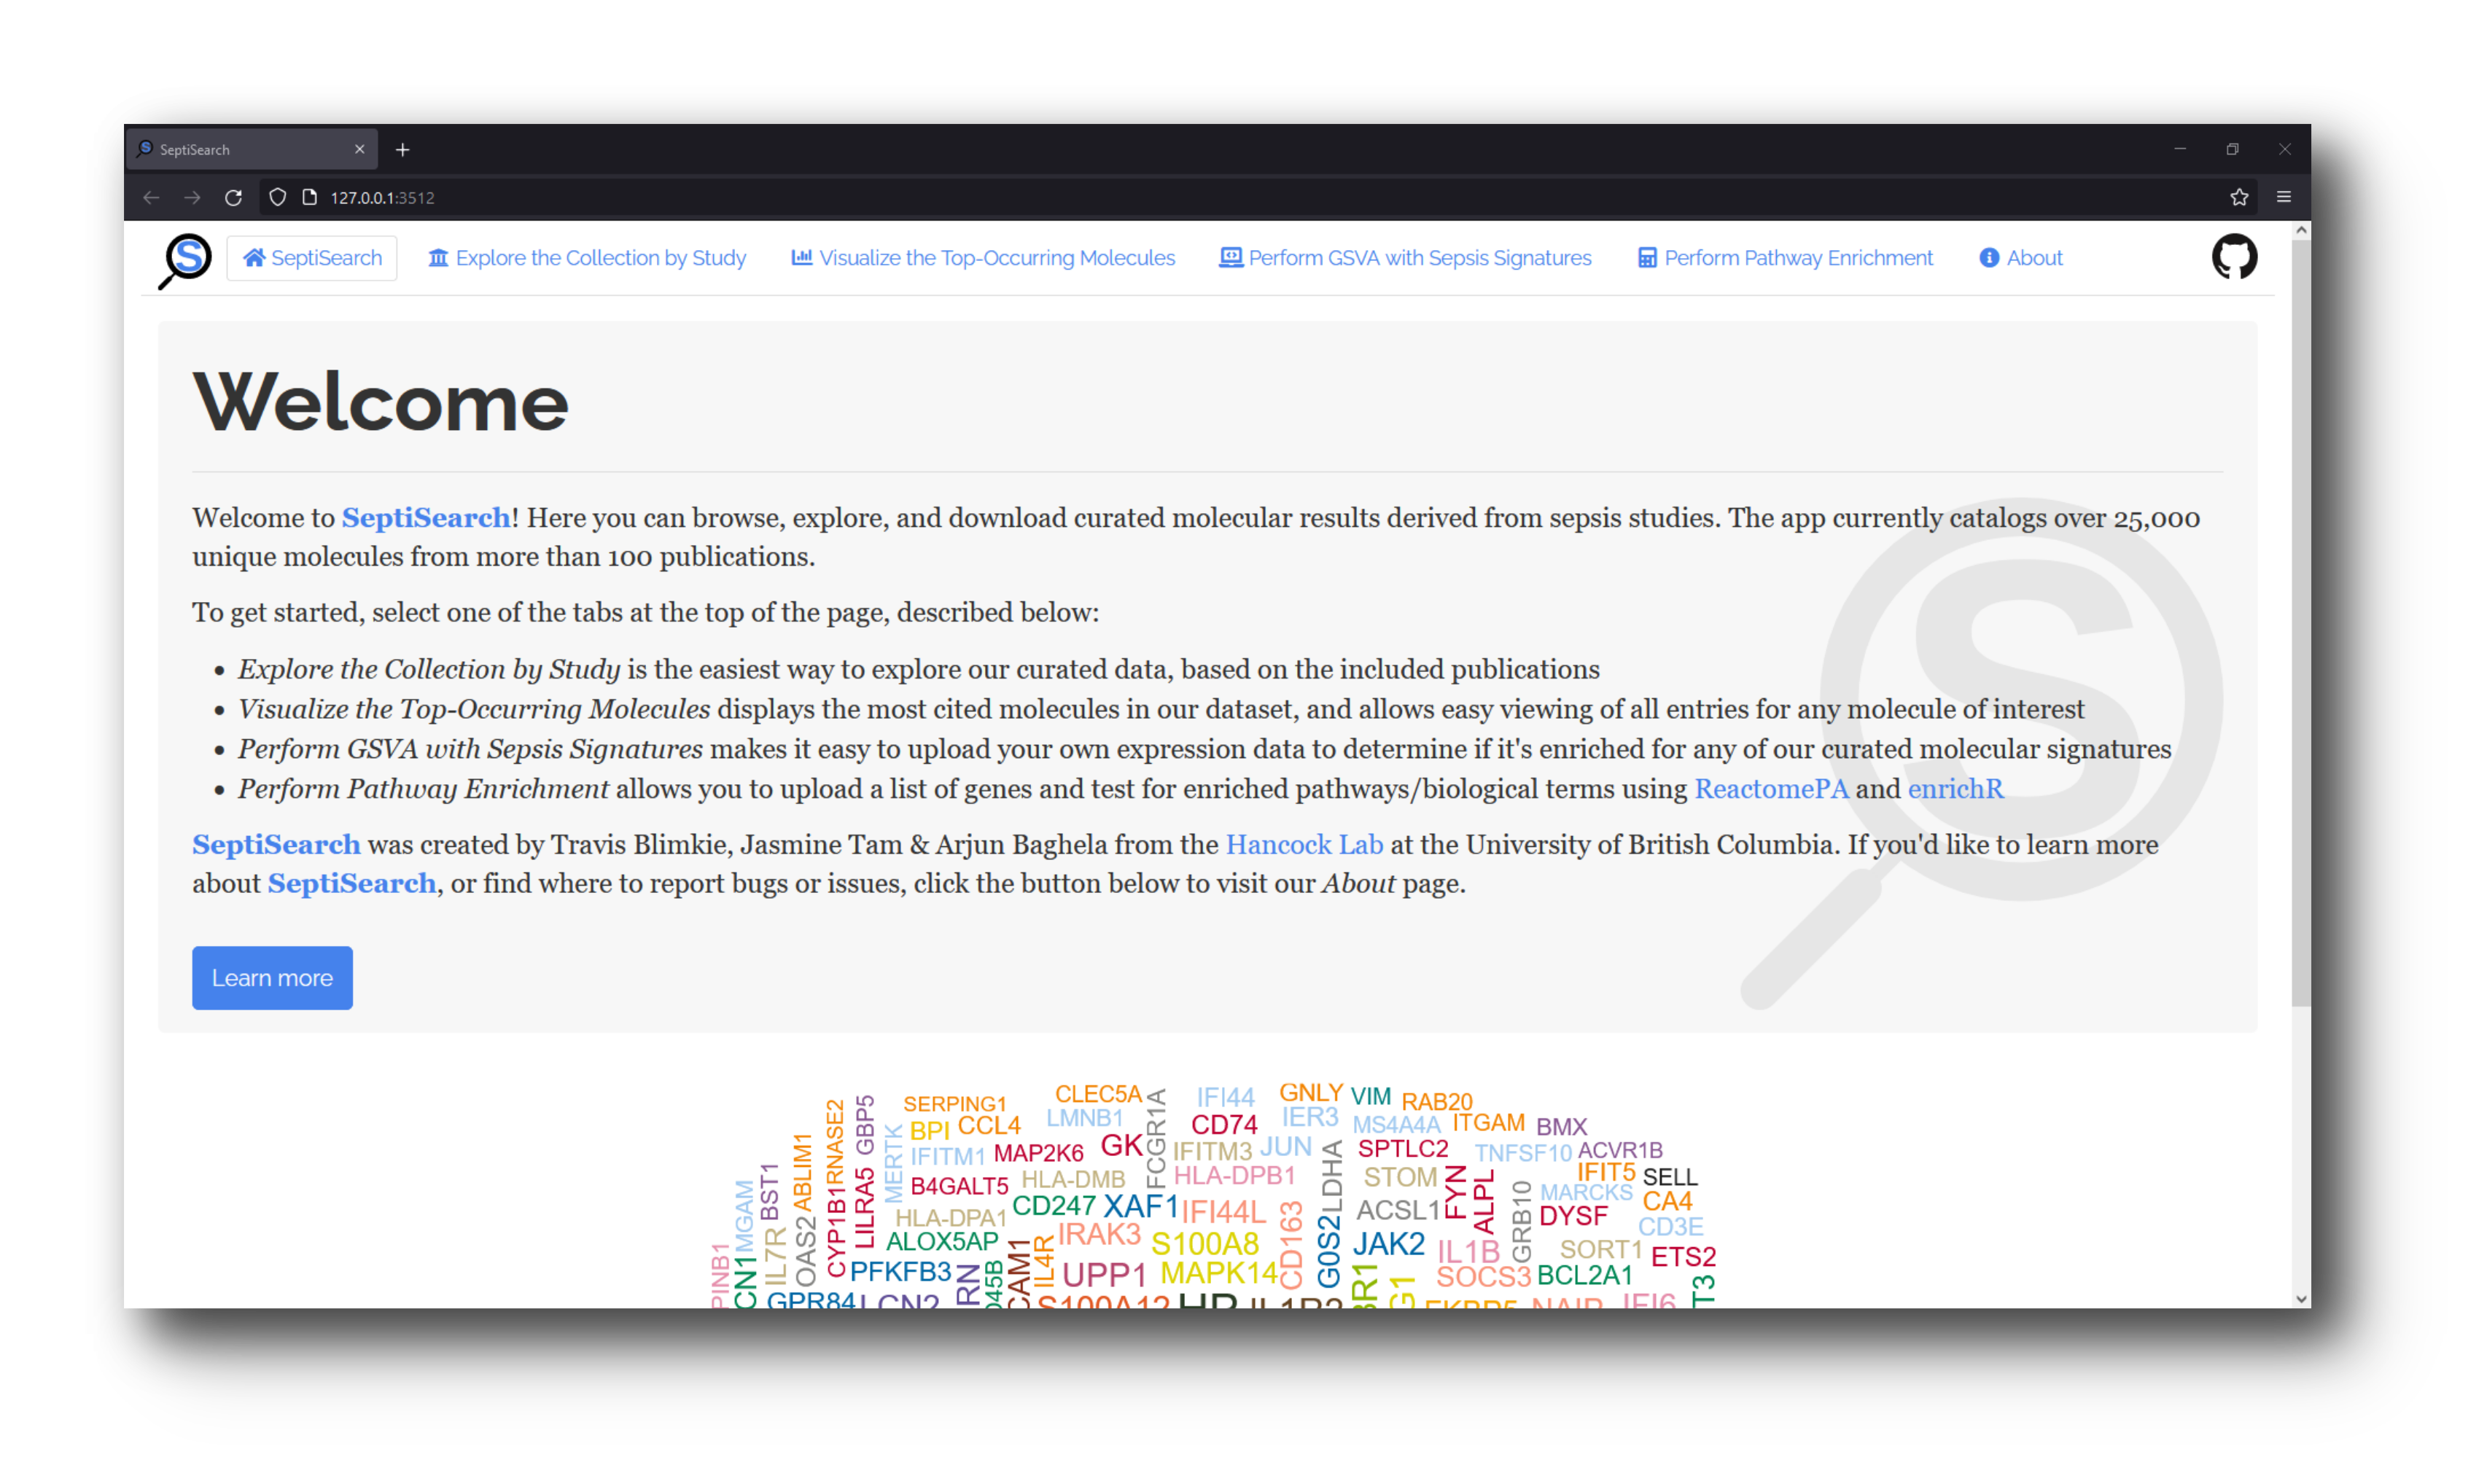 SeptiSearch
127.0.0.1:3512
S SeptiSearch Explore the Collection by Study Visualize the Top-Occurring Molecules Perform GSVA with Sepsis Signatures Perform Pathway Enrichment About
Welcome
Welcome to SeptiSearch! Here you can browse, explore, and download curated molecular results derived from sepsis studies. The app currently catalogs over 25,000
unique molecules from more than 100 publications.
To get started, select one of the tabs at the top of the page, described below:
• Explore the Collection by Study is the easiest way to explore our curated data, based on the included publications
• Visualize the Top-Occurring Molecules displays the most cited molecules in our dataset, and allows easy viewing of all entries for any molecule of interest
• Perform GSVA with Sepsis Signatures makes it easy to upload your own expression data to determine if it's enriched for any of our curated molecular signatures
• Perform Pathway Enrichment allows you to upload a list of genes and test for enriched pathways/biological terms using ReactomePA and enrichR
SeptiSearch was created by Travis Blimkie, Jasmine Tam & Arjun Baghela from the Hancock Lab at the University of British Columbia. If you'd like to learn more
about SeptiSearch, or find where to report bugs or issues, click the button below to visit our About page.
Learn more
CLEC5A IFI44 GNLY VIM RAB20
SERPING1 LMNB1 IER3
BPI CCL4 CD74 MS4A4A ITGAM BMX
RNASE2 GBP5 MERTK FCGR1A
IFITM1 MAP2K6 GK IFITM3 JUN SPTLC2 TNFSF10 ACVR1B
ABLIM1 BST1 MGAM
B4GALT5 HLA-DMB HLA-DPB1 LDHA STOM FYN ALPL IFIT5 SELL
CYP1B1 LILRA5
HLA-DPA1 CD247 XAF1 IFI44L ACSL1 GRB10 MARCKS CA4
IL7R OAS2
ALOX5AP IRAK3 S100A8 CD163 G0S2 JAK2 IL1B DYSF CD3E
SORT1 ETS2
PFKFB3 IL4R UPP1 MAPK14 SOCS3 BCL2A1
PINB1 CN1 GPR84 LCN2 RN D45B CAM1
S100A12 HP IL1R2 FKBP5 NAIP IFI6 T3